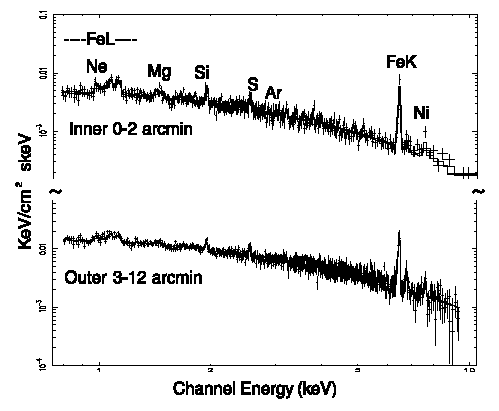 0.1
FeL
FeK
Ne
Mg
Si
S
Ar
Ni
0.01
10-3
Inner 0-2 arcmin
KeV/cm2 skeV
0.01
Outer 3-12 arcmin
10-3
10-4
1
2
5
10
Channel Energy (keV)